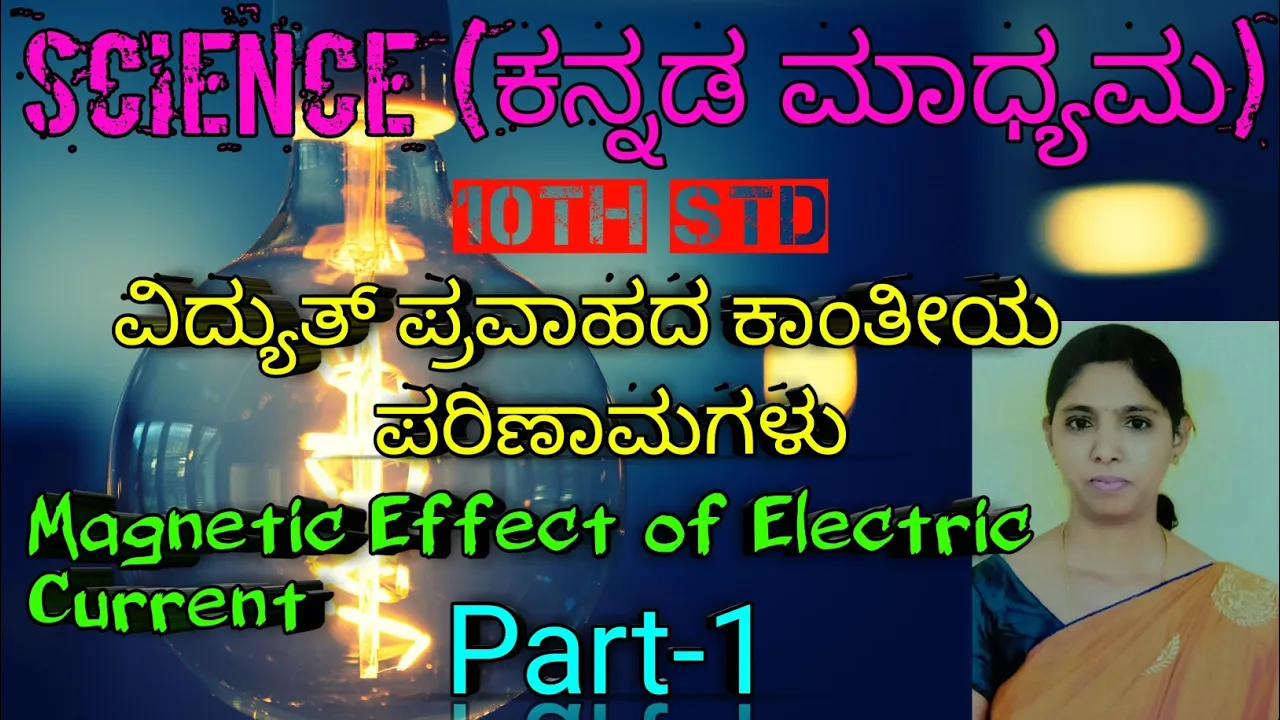 SCIENCE (ಕನ್ನಡ ಮಾಧ್ಯಮ)
10TH STD
ವಿದ್ಯುತ್ ಪ್ರವಾಹದ ಕಾಂತೀಯ
ಪರಿಣಾಮಗಳು
Magnetic Effect of Electric
Current
Part-1